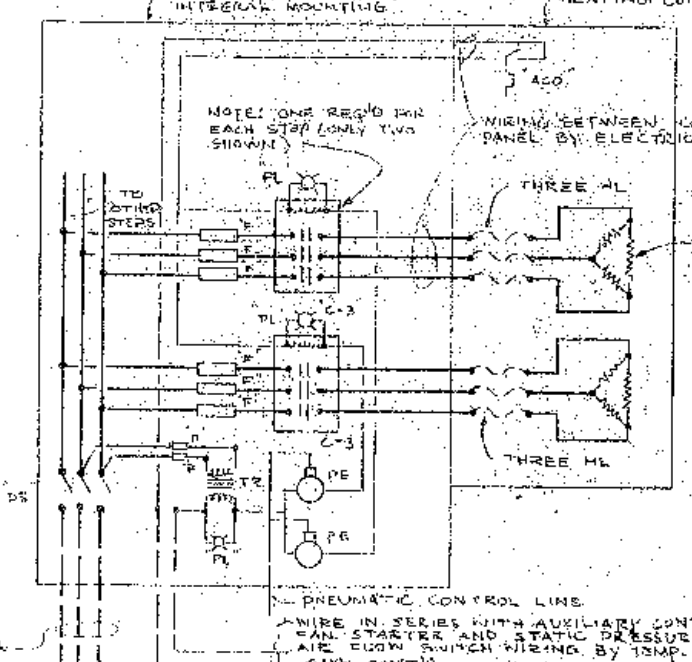 INTEGRAL MOUNTING
ACO
NOTE: ONE REQ'D FOR
EACH STEP (ONLY TWO
SHOWN)
WIRING BETWEEN
PANEL BY ELECTRIC
PL
THREE HL
TO
OTHER
STEPS
F
F
F
C-3
PL
F
F
F
C-3
THREE HL
F
F
TR
PE
DS
PE
PL
PNEUMATIC CONTROL LINE
WIRE IN SERIES WITH AUXILIARY CONT
FAN STARTER AND STATIC PRESSURE
AIR FLOW SWITCH WIRING BY TEMP.